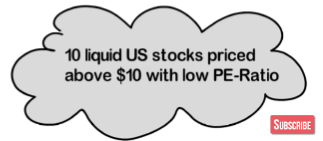 10 liquid US stocks priced
above $10 with low PE-Ratio
SUBSCRIBE